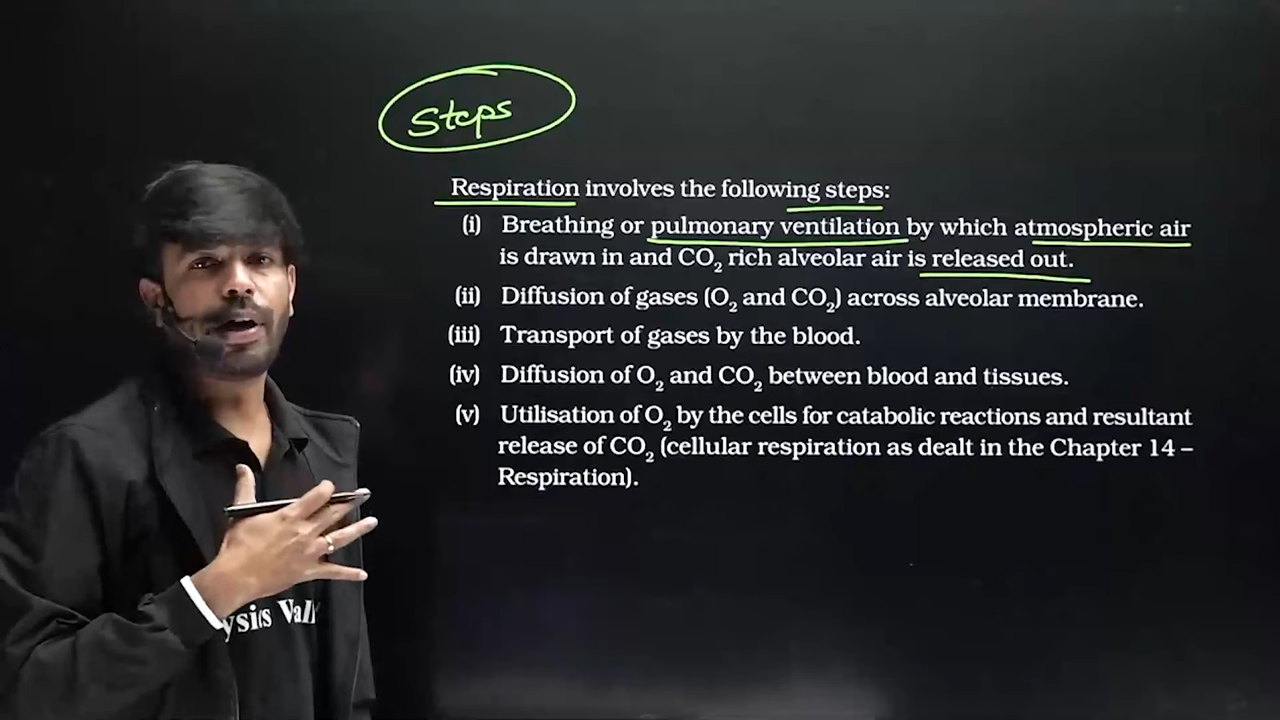 Steps
Respiration involves the following steps:
(i) Breathing or pulmonary ventilation by which atmospheric air
is drawn in and CO₂ rich alveolar air is released out.
(ii) Diffusion of gases (O₂ and CO₂) across alveolar membrane.
(iii) Transport of gases by the blood.
(iv) Diffusion of O₂ and CO₂ between blood and tissues.
(v) Utilisation of O₂ by the cells for catabolic reactions and resultant
release of CO₂ (cellular respiration as dealt in the Chapter 14 –
Respiration).